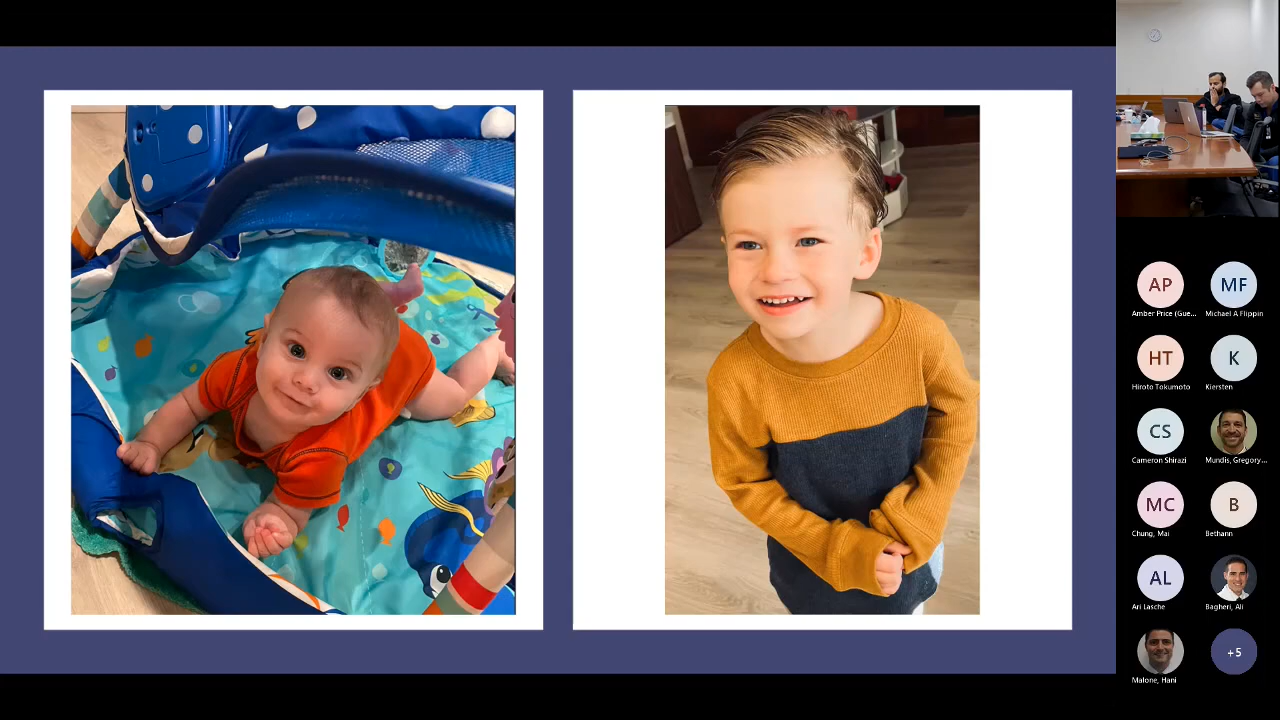 AP
MF
Amber Price (Gue...
Michael A Flippin
HT
K
Hiroto Tokumoto
Kiersten
CS
Cameron Shirazi
Mundis, Gregory...
MC
B
Chung, Mai
Bethann
AL
Ari Lasche
Bagheri, Ali
Malone, Hani
+5